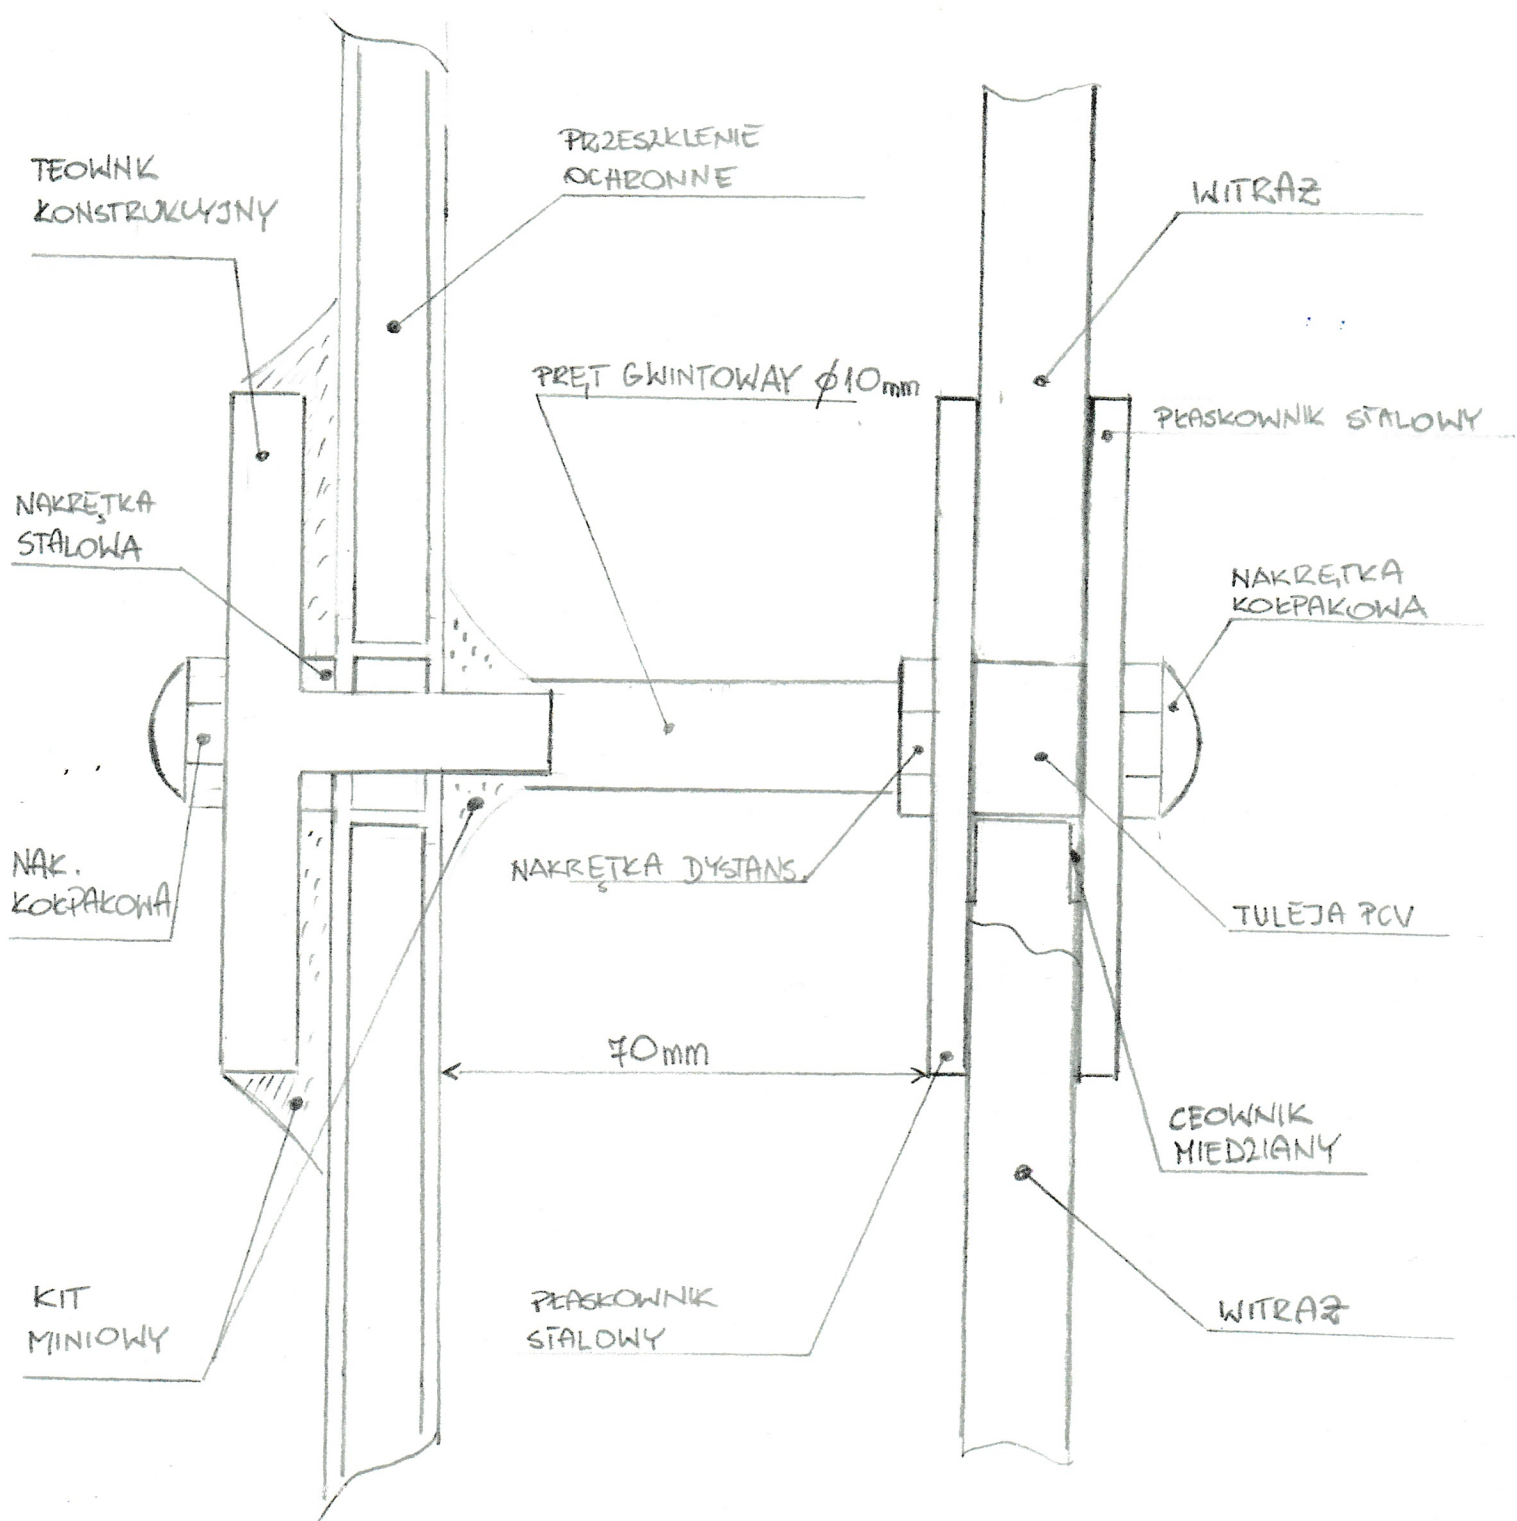 PRZESZKLENIE
OCHRONNE
TEOWNK
KONSTRUKCYJNY
WITRAŻ
PRĘT GWINTOWAY ϕ10mm
PŁASKOWNIK STALOWY
NAKRĘTKA
STALOWA
NAKRĘTKA
KOŁPAKOWA
NAK.
KOŁPAKOWA
NAKRĘTKA DYSTANS.
TULEJA PCV
70mm
CEOWNIK
MIEDZIANY
KIT
MINIOWY
PŁASKOWNIK
STALOWY
WITRAŻ